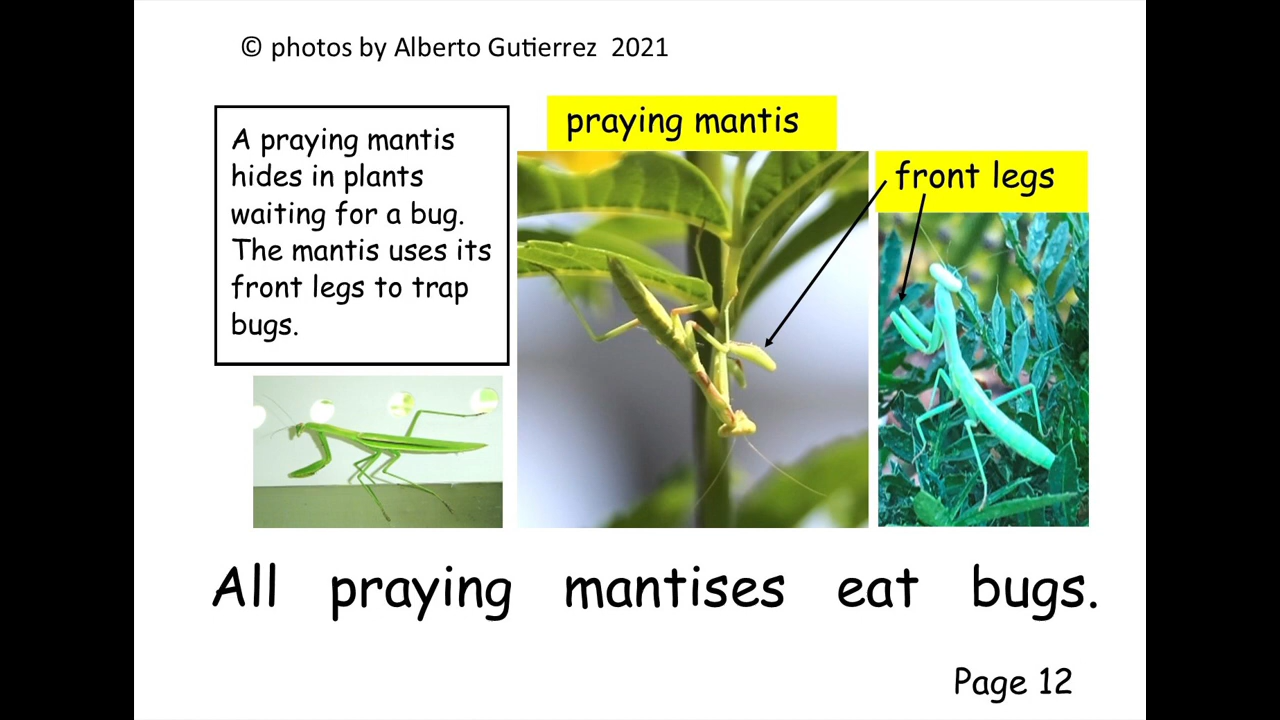 © photos by Alberto Gutierrez 2021
praying mantis
A praying mantis
hides in plants
waiting for a bug.
The mantis uses its
front legs to trap
bugs.
front legs
All praying mantises eat bugs.
Page 12